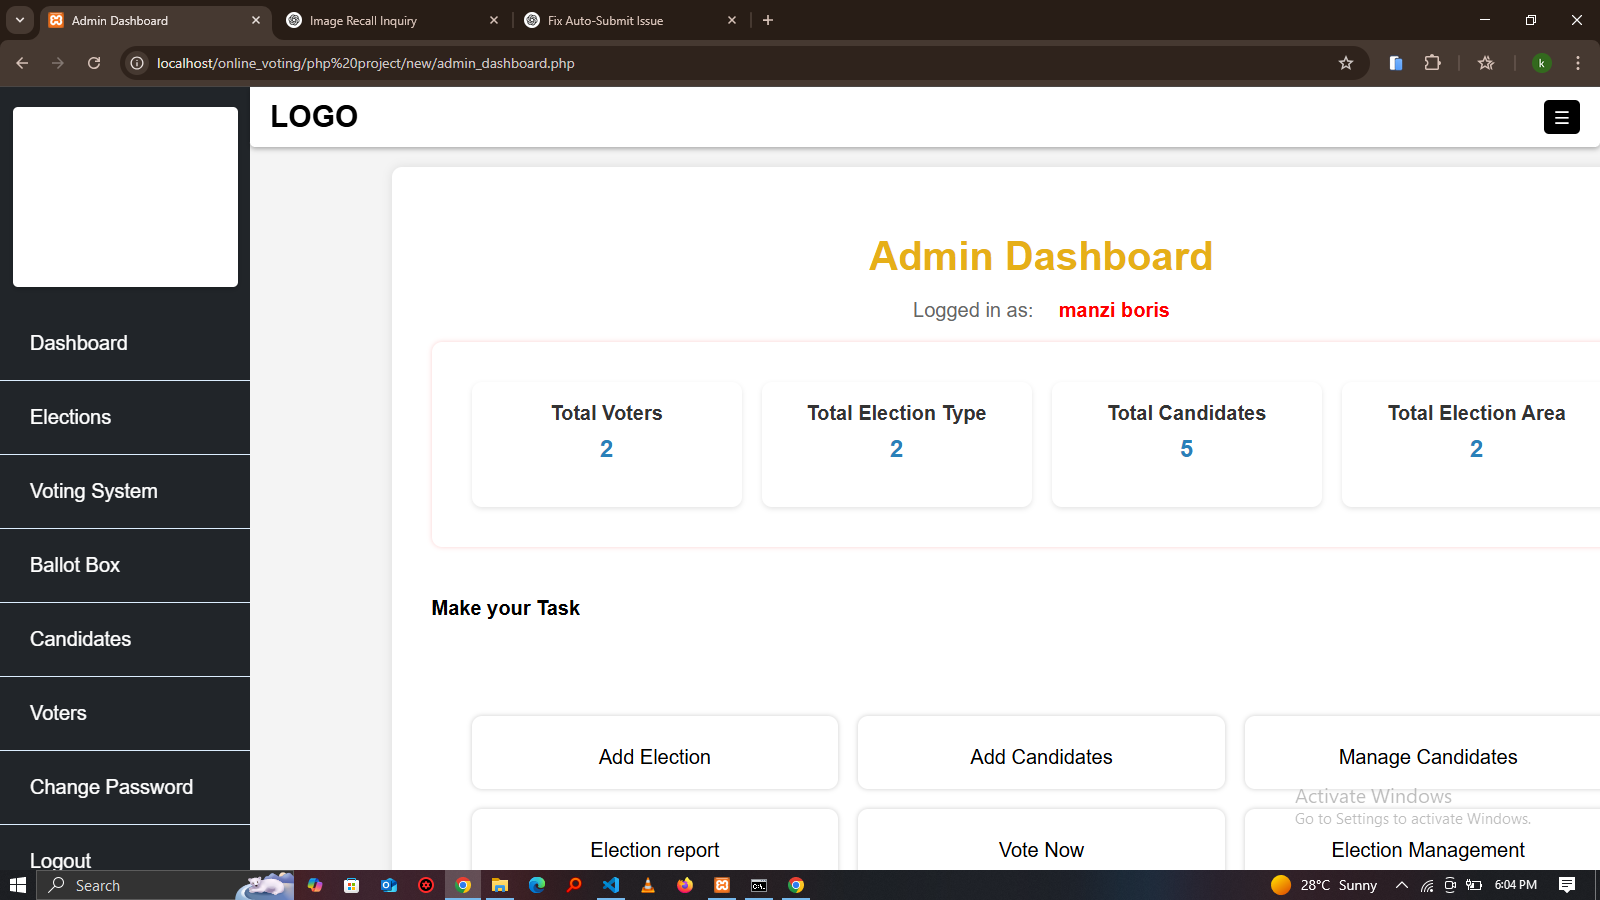 Admin Dashboard
Image Recall Inquiry
Fix Auto-Submit Issue
localhost/online_voting/php%20project/new/admin_dashboard.php
k
LOGO
Dashboard
Elections
Voting System
Ballot Box
Candidates
Voters
Change Password
Logout
Admin Dashboard
Logged in as: manzi boris
Total Voters
2
Total Election Type
2
Total Candidates
5
Total Election Area
2
Make your Task
Add Election
Add Candidates
Manage Candidates
Election report
Vote Now
Election Management
Activate Windows
Go to Settings to activate Windows.
Search
28°C Sunny
6:04 PM